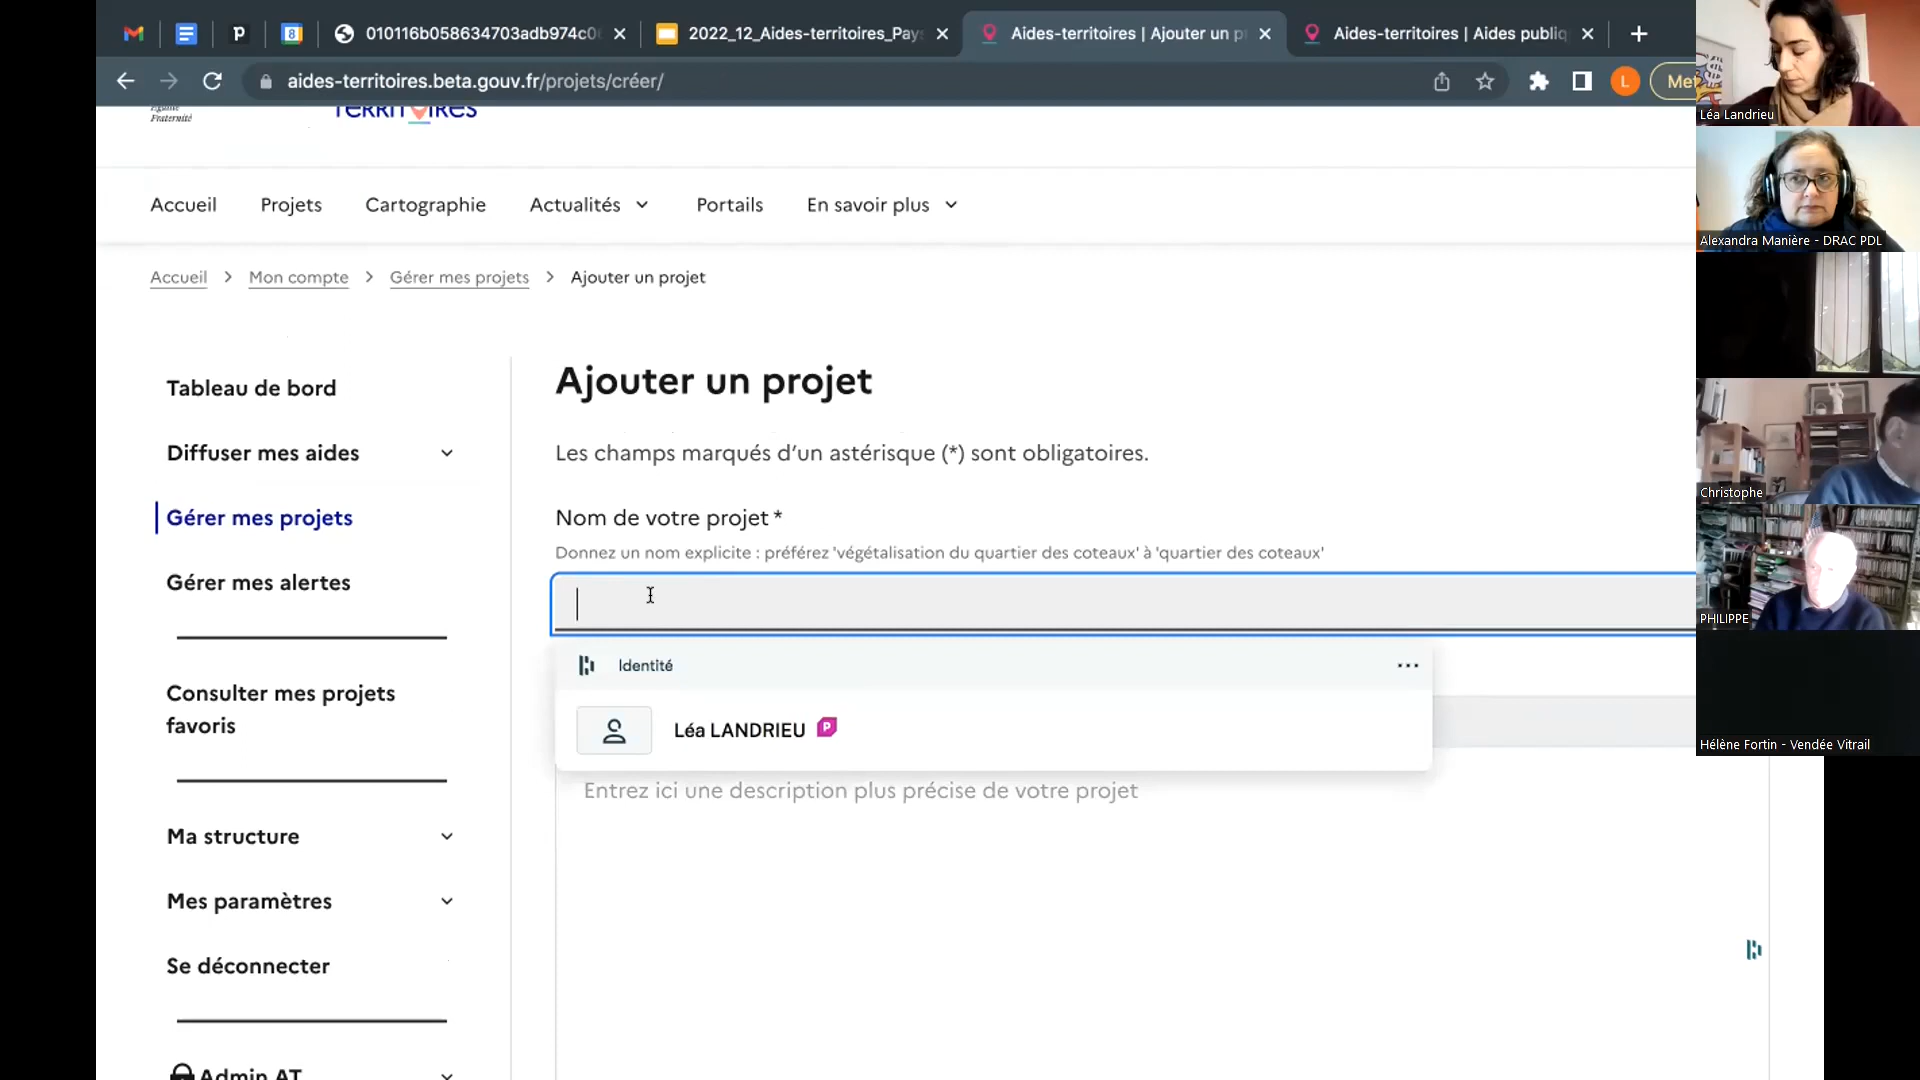 010116b058634703adb974c0
2022_12_Aides-territoires_Pay
Aides-territoires | Ajouter un p
Aides-territoires | Aides publiq
aides-territoires.beta.gouv.fr/projets/créer/
L
Met
Fraternité
TERRITOIRES
Accueil
Projets
Cartographie
Actualités
Portails
En savoir plus
Accueil > Mon compte > Gérer mes projets > Ajouter un projet
Tableau de bord
Diffuser mes aides
Gérer mes projets
Gérer mes alertes
Consulter mes projets
favoris
Ma structure
Mes paramètres
Se déconnecter
Admin AT
Ajouter un projet
Les champs marqués d’un astérisque (*) sont obligatoires.
Nom de votre projet *
Donnez un nom explicite : préférez 'végétalisation du quartier des coteaux' à 'quartier des coteaux'
Identité
Léa LANDRIEU P
Entrez ici une description plus précise de votre projet
Léa Landrieu
Alexandra Manière - DRAC PDL
Christophe
PHILIPPE
Hélène Fortin - Vendée Vitrail